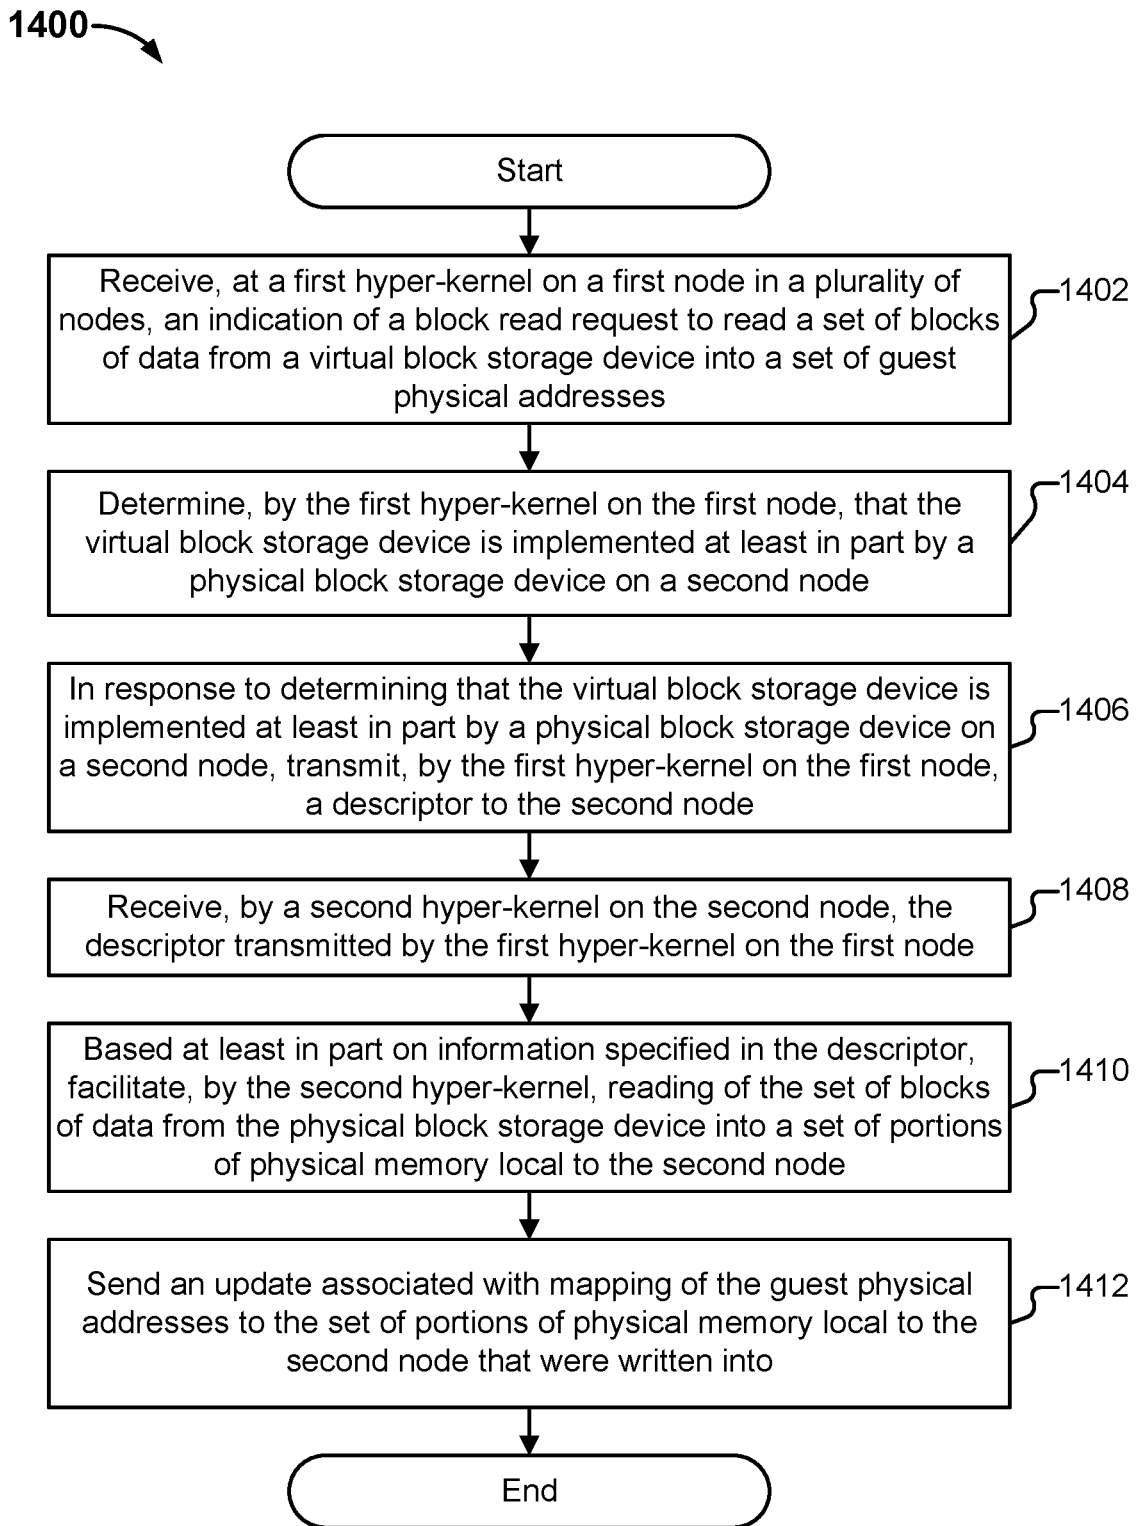 1400
Start
Receive, at a first hyper-kernel on a first node in a plurality of
nodes, an indication of a block read request to read a set of blocks
of data from a virtual block storage device into a set of guest
physical addresses
1402
Determine, by the first hyper-kernel on the first node, that the
virtual block storage device is implemented at least in part by a
physical block storage device on a second node
1404
In response to determining that the virtual block storage device is
implemented at least in part by a physical block storage device on
a second node, transmit, by the first hyper-kernel on the first node,
a descriptor to the second node
1406
Receive, by a second hyper-kernel on the second node, the
descriptor transmitted by the first hyper-kernel on the first node
1408
Based at least in part on information specified in the descriptor,
facilitate, by the second hyper-kernel, reading of the set of blocks
of data from the physical block storage device into a set of portions
of physical memory local to the second node
1410
Send an update associated with mapping of the guest physical
addresses to the set of portions of physical memory local to the
second node that were written into
1412
End